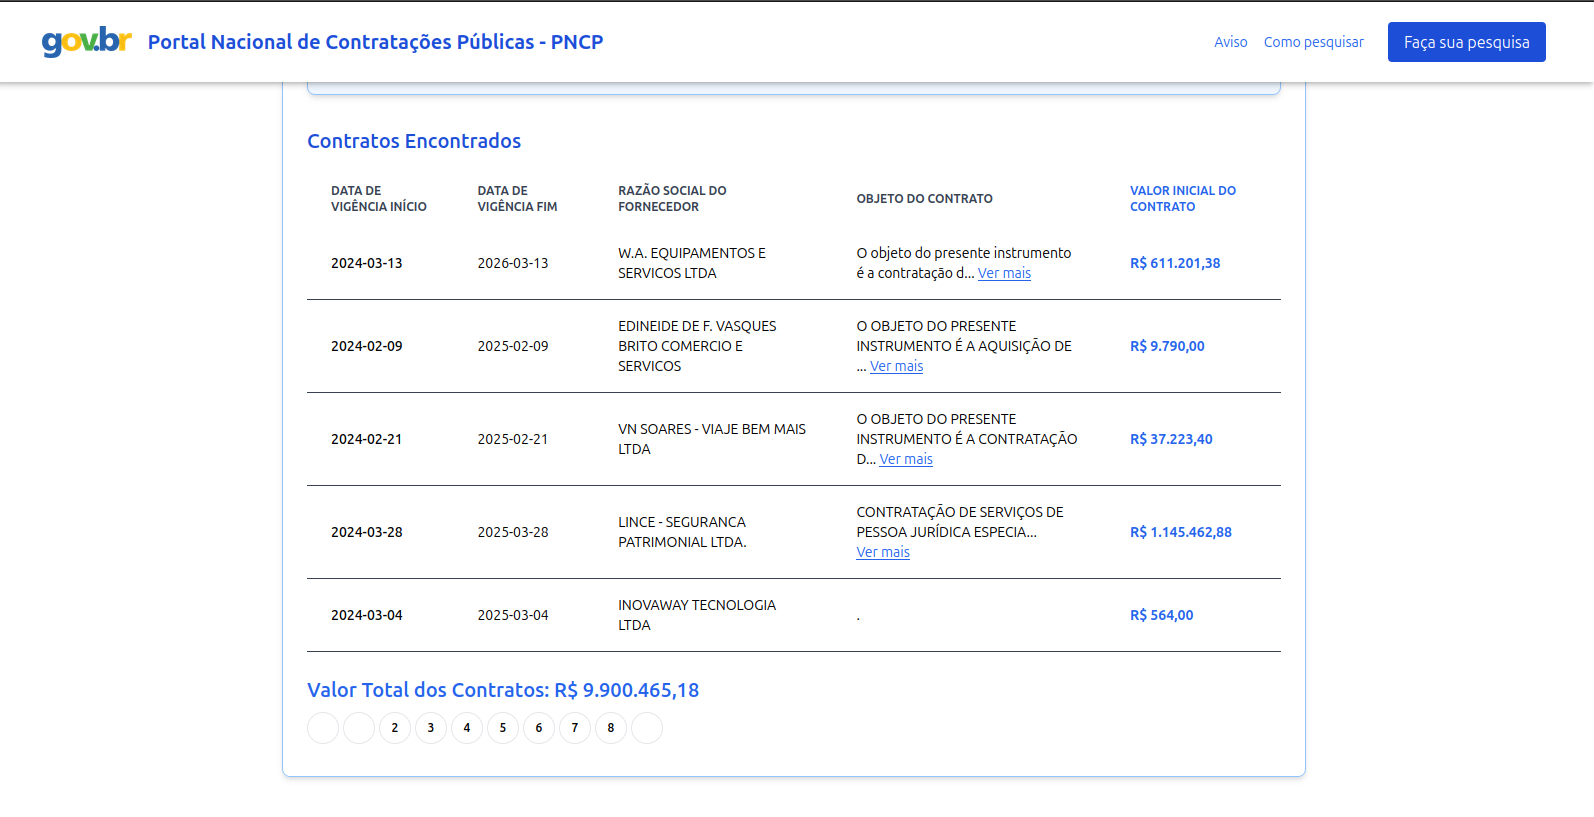 gov.br Portal Nacional de Contratações Públicas - PNCP Aviso Como pesquisar Faça sua pesquisa
Contratos Encontrados
DATA DE VIGÊNCIA INÍCIO
DATA DE VIGÊNCIA FIM
RAZÃO SOCIAL DO FORNECEDOR
OBJETO DO CONTRATO
VALOR INICIAL DO CONTRATO
2024-03-13
2026-03-13
W.A. EQUIPAMENTOS E
SERVICOS LTDA
O objeto do presente instrumento
é a contratação d... Ver mais
R$ 611.201,38
2024-02-09
2025-02-09
EDINEIDE DE F. VASQUES
BRITO COMERCIO E
SERVICOS
O OBJETO DO PRESENTE
INSTRUMENTO É A AQUISIÇÃO DE
... Ver mais
R$ 9.790,00
2024-02-21
2025-02-21
VN SOARES - VIAJE BEM MAIS
LTDA
O OBJETO DO PRESENTE
INSTRUMENTO É A CONTRATAÇÃO
D... Ver mais
R$ 37.223,40
2024-03-28
2025-03-28
LINCE - SEGURANCA
PATRIMONIAL LTDA.
CONTRATAÇÃO DE SERVIÇOS DE
PESSOA JURÍDICA ESPECIA...
Ver mais
R$ 1.145.462,88
2024-03-04
2025-03-04
INOVAWAY TECNOLOGIA
LTDA
.
R$ 564,00
Valor Total dos Contratos: R$ 9.900.465,18
2 3 4 5 6 7 8